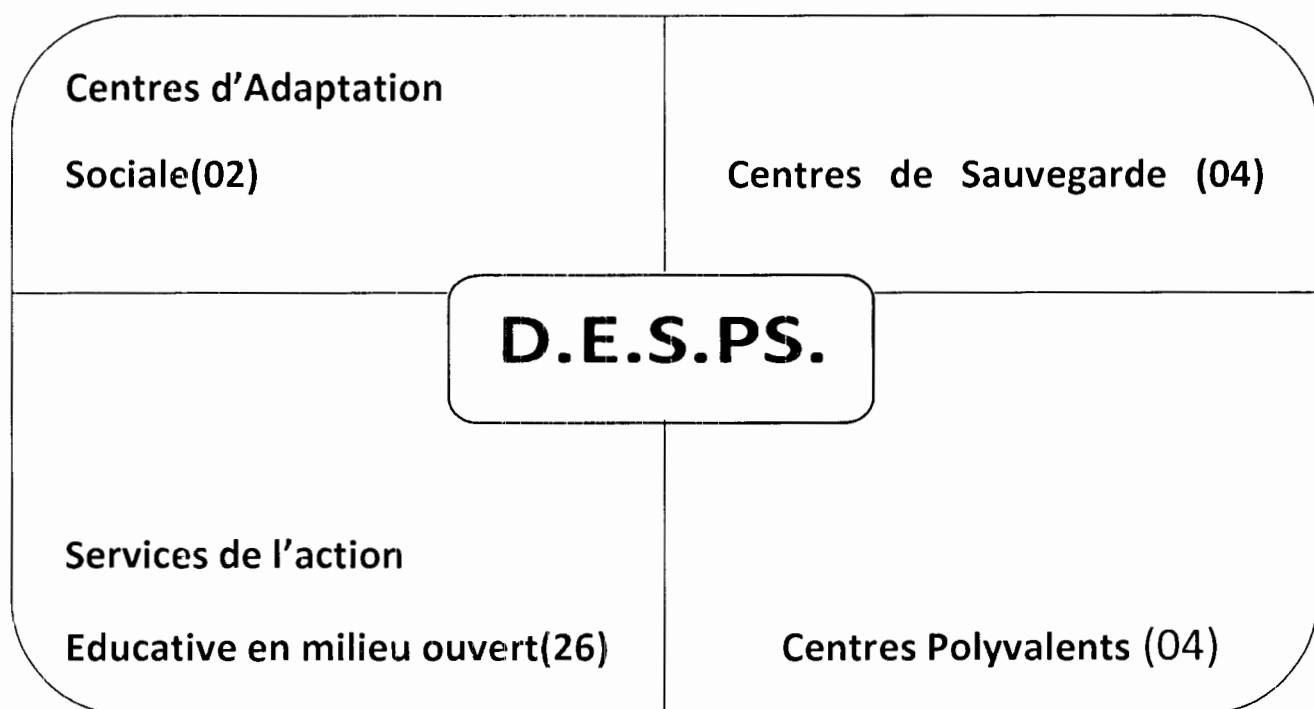 Centres d'Adaptation
Sociale(02)
Centres de Sauvegarde (04)
D.E.S.PS.
Services de l'action
Educative en milieu ouvert(26)
Centres Polyvalents (04)